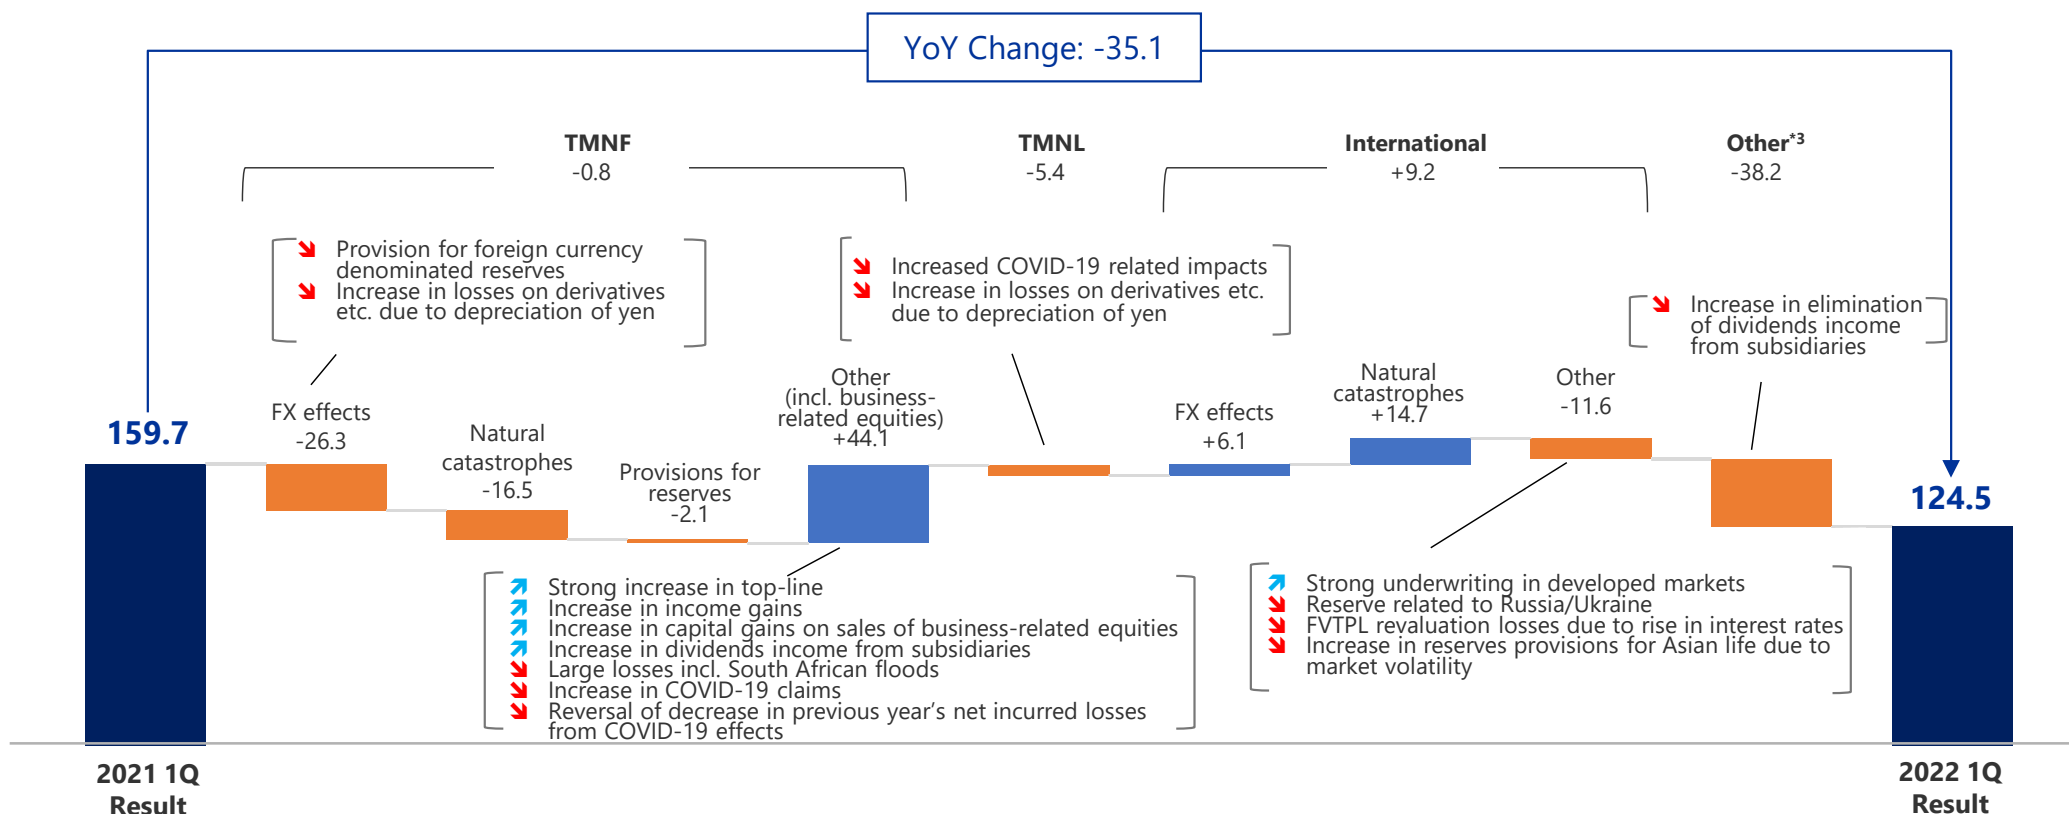 YoY Change: -35.1
TMNF
-0.8
TMNL
-5.4
International
+9.2
Other*3
-38.2
Provision for foreign currency
denominated reserves
Increase in losses on derivatives
etc. due to depreciation of yen
Increased COVID-19 related impacts
Increase in losses on derivatives etc.
due to depreciation of yen
Increase in elimination
of dividends income
from subsidiaries
159.7
FX effects
-26.3
Natural
catastrophes
-16.5
Provisions for
reserves
-2.1
Other
(incl. business-
related equities)
+44.1
FX effects
+6.1
Natural
catastrophes
+14.7
Other
-11.6
124.5
Strong increase in top-line
Increase in income gains
Increase in capital gains on sales of business-related equities
Increase in dividends income from subsidiaries
Large losses incl. South African floods
Increase in COVID-19 claims
Reversal of decrease in previous year's net incurred losses
from COVID-19 effects
Strong underwriting in developed markets
Reserve related to Russia/Ukraine
FVTPL revaluation losses due to rise in interest rates
Increase in reserves provisions for Asian life due to
market volatility
2021 1Q
Result
2022 1Q
Result